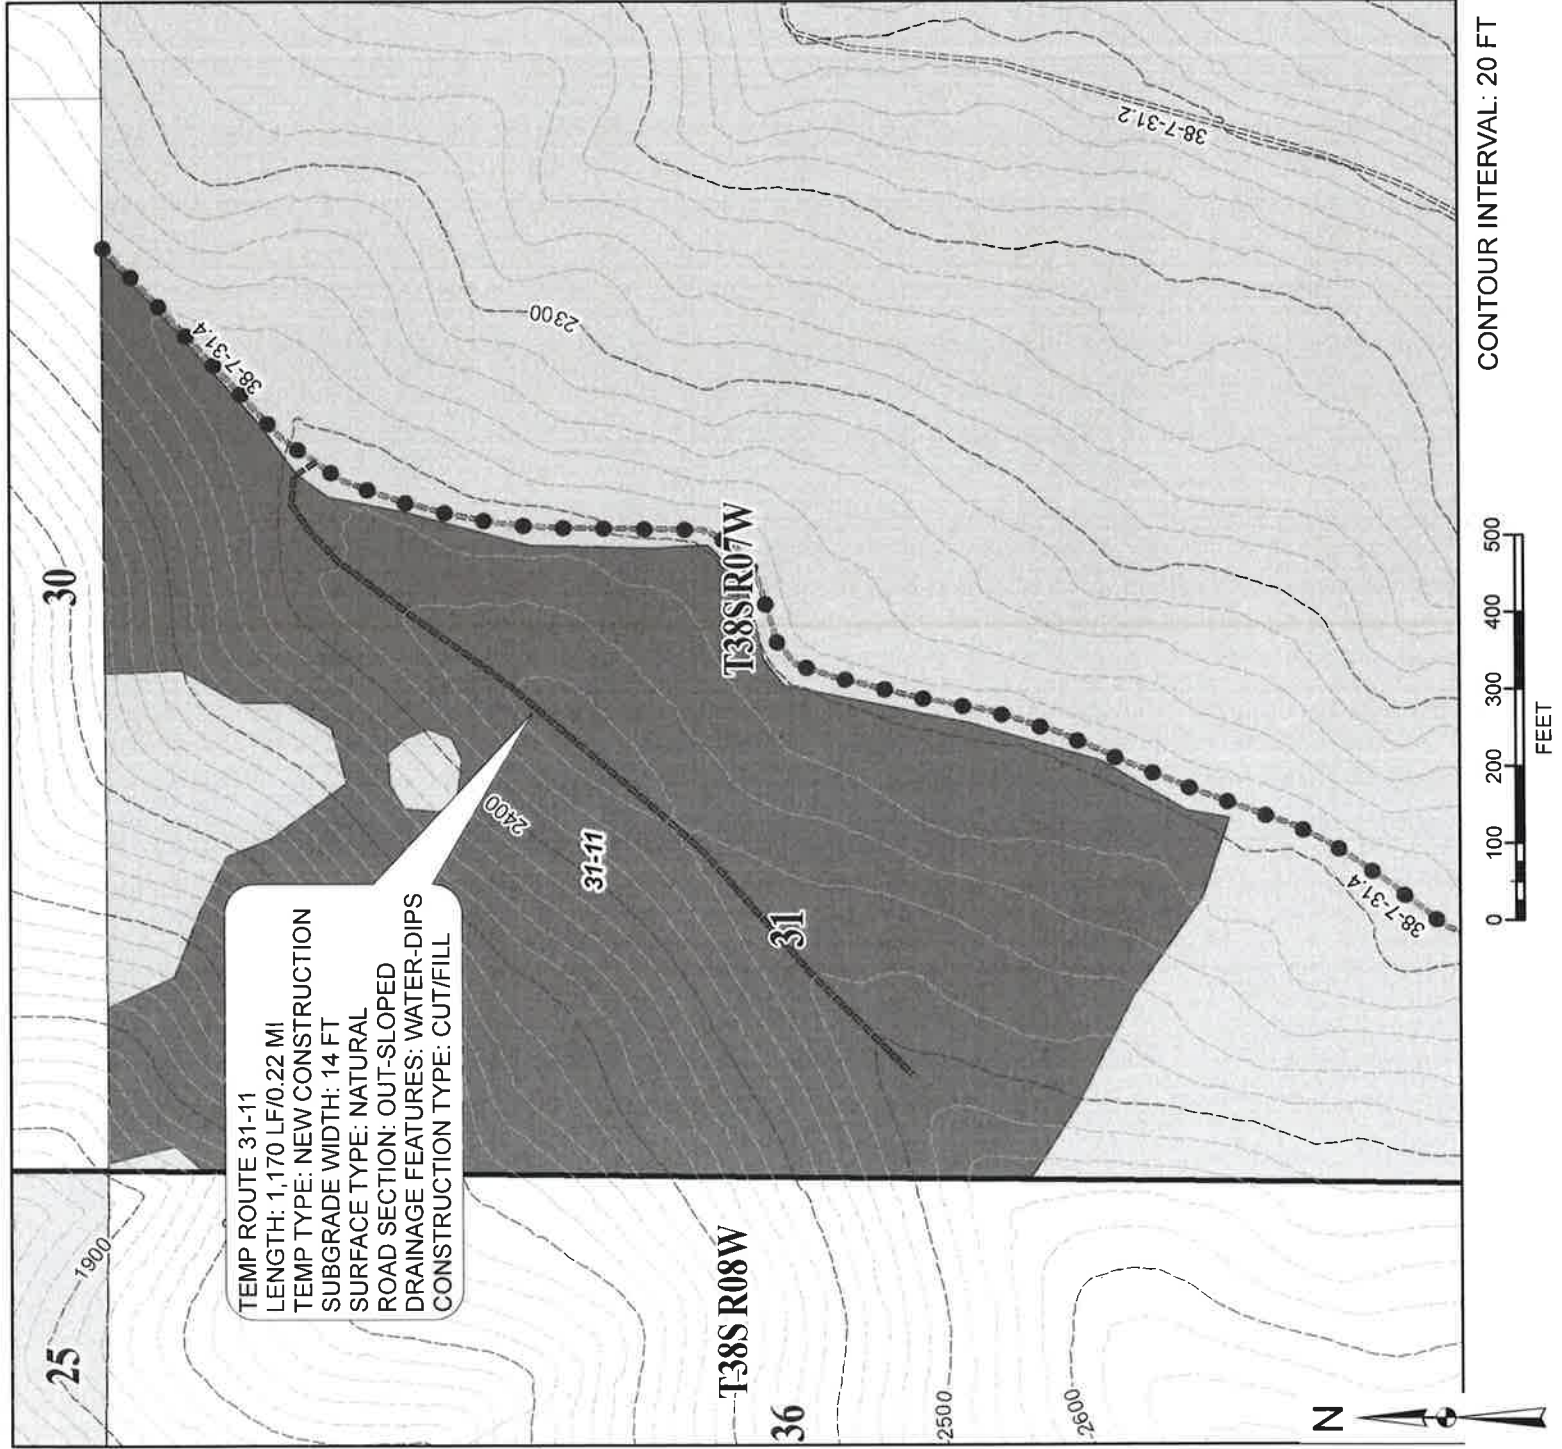 25
30
1900
38-7-31.4
TEMP ROUTE 31-11
LENGTH: 1,170 LF/0.22 MI
TEMP TYPE: NEW CONSTRUCTION
SUBGRADE WIDTH: 14 FT
SURFACE TYPE: NATURAL
ROAD SECTION: OUT-SLOPED
DRAINAGE FEATURES: WATER-DIPS
CONSTRUCTION TYPE: CUT/FILL
2400
2300
31-11
38-7-31.2
T38S R08W
T38S R07W
36
31
2500
2600
38-7-31.4
N
0 100 200 300 400 500
FEET
CONTOUR INTERVAL: 20 FT